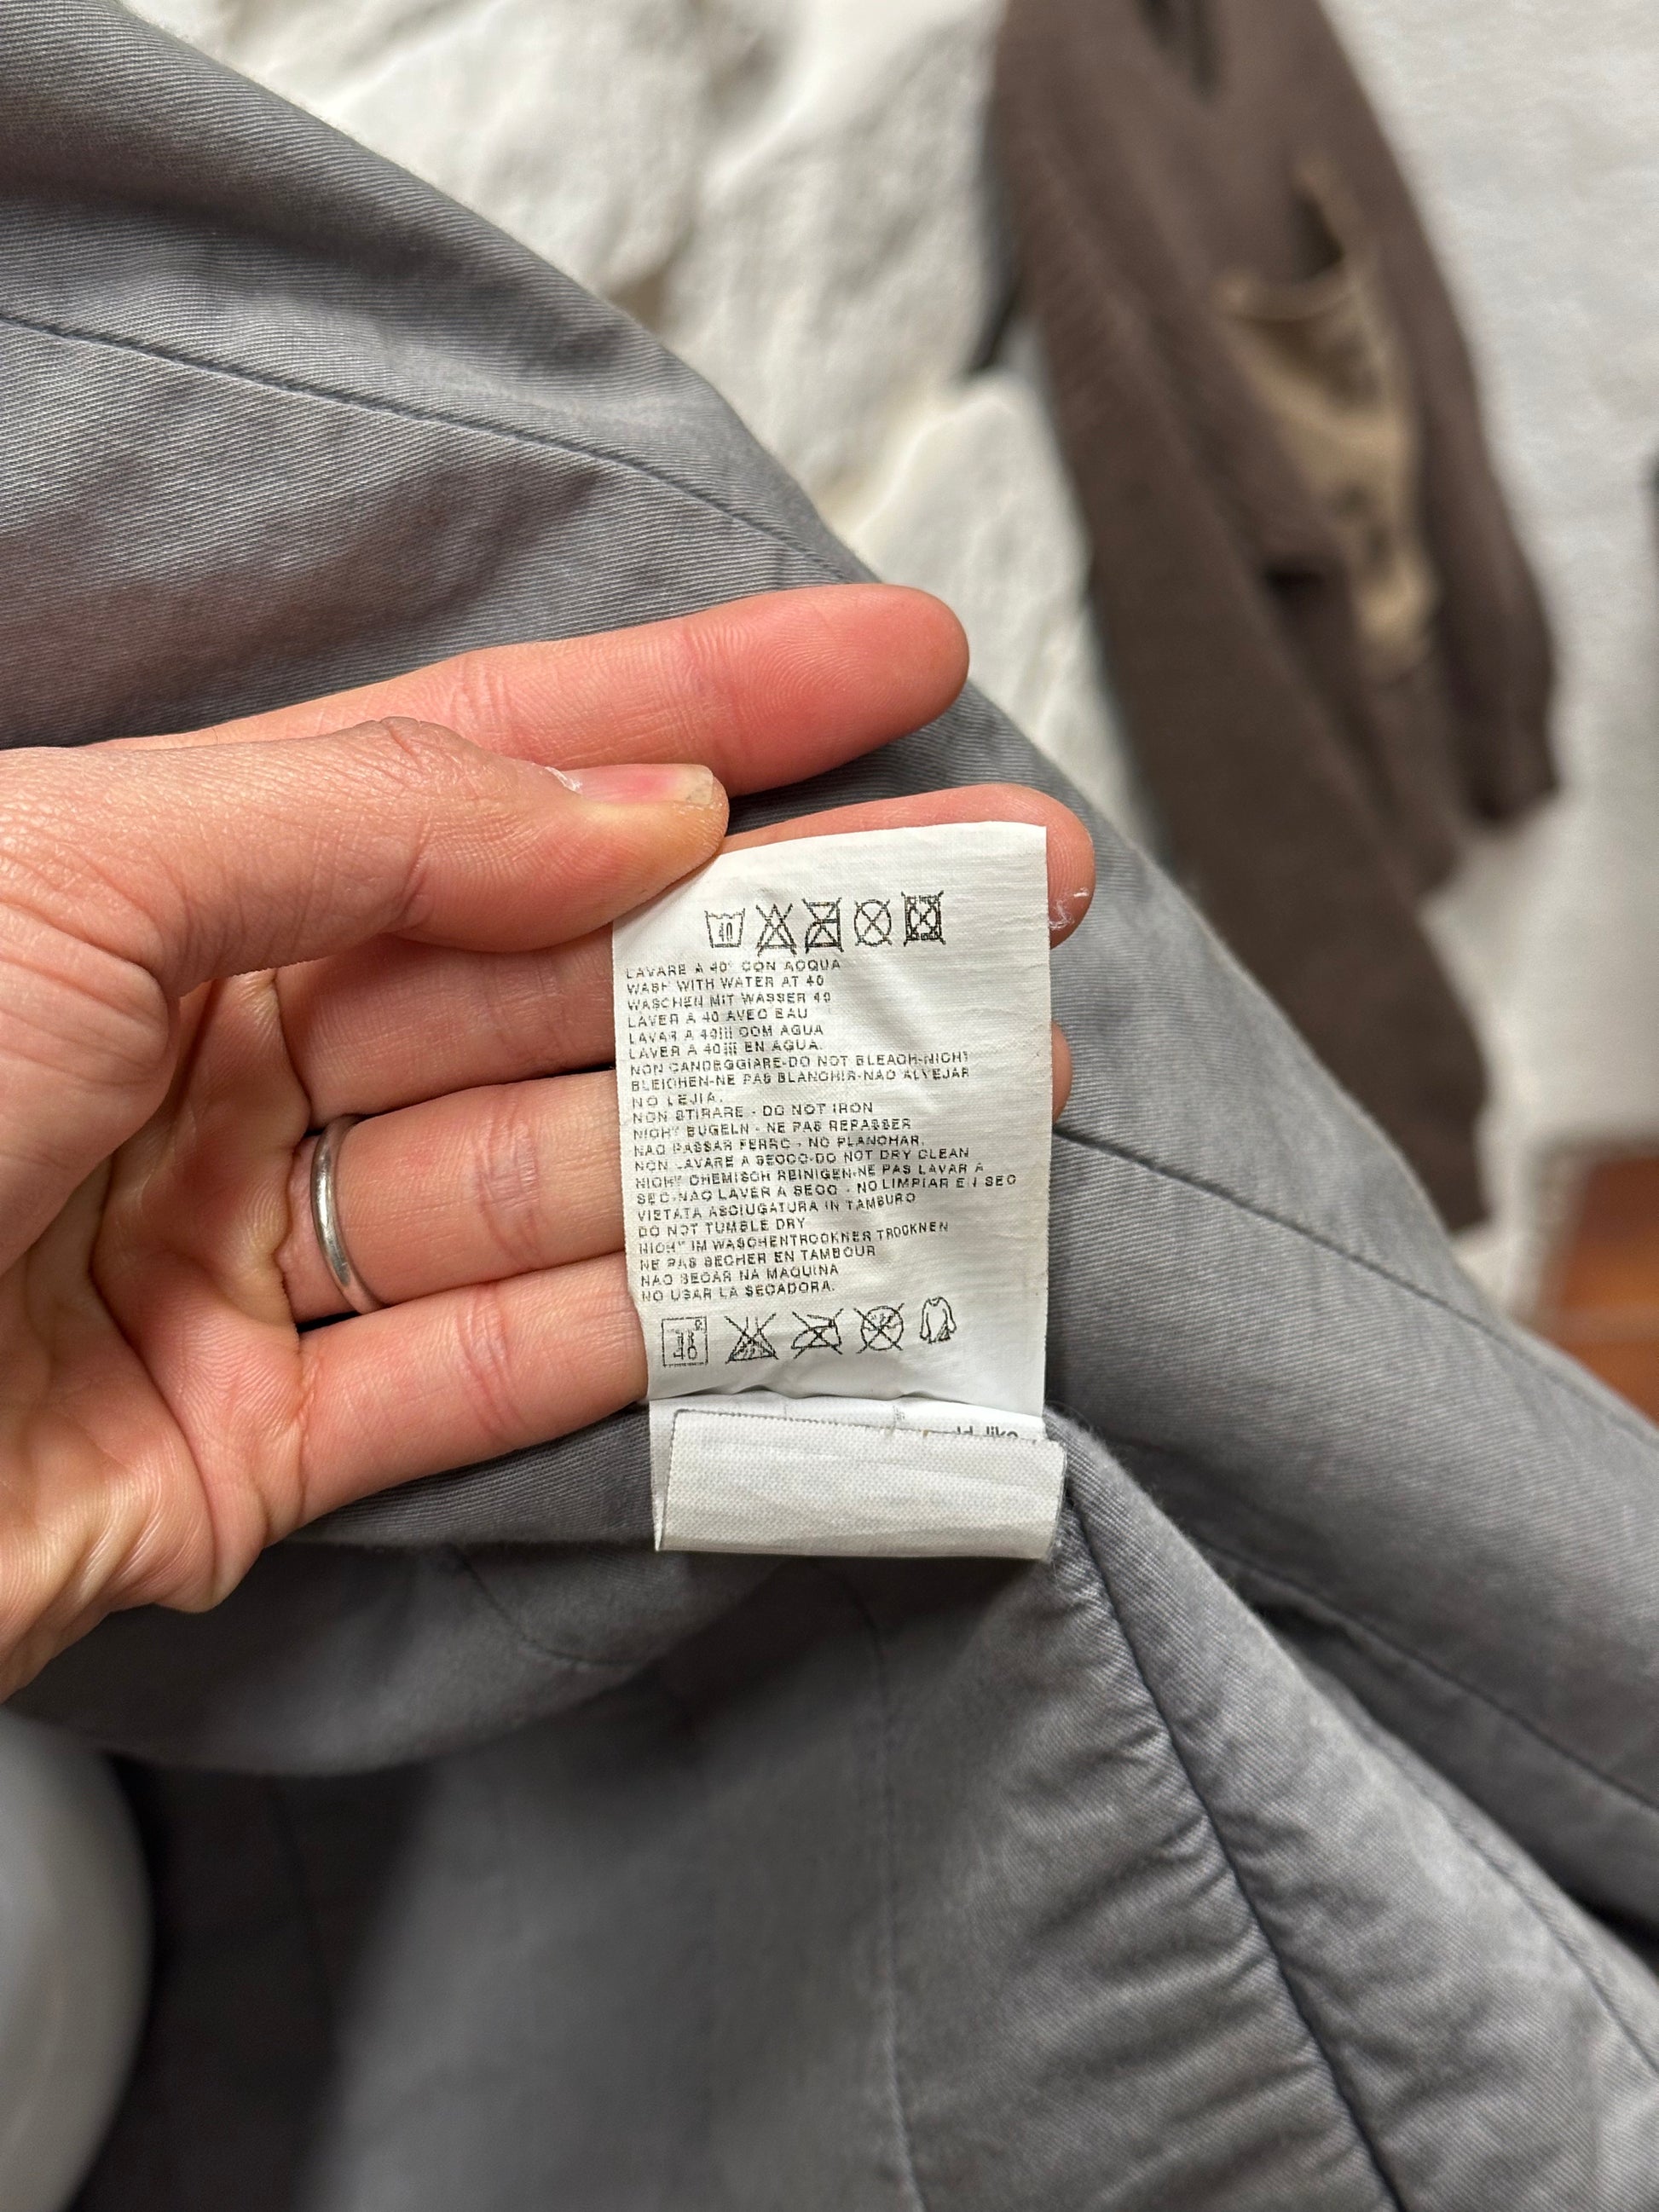 40
LAVARE A 40° CON ACQUA
WASH WITH WATER AT 40
WASCHEN MIT WASSER 40
LAVER A 40 AVEC EAU
LAVAR A 40||| COM AGUA
LAVER A 40||| EN AGUA.
NON CANDEGGIARE-DO NOT BLEACH-NICHT
BLEICHEN-NE PAS BLANCHIR-NAO ALVEJAR
NO LEJIA.
NON STIRARE - DO NOT IRON
NICHT BUGELN - NE PAS REPASSER
NAO PASSAR FERRO - NO PLANCHAR.
NON LAVARE A SECCO-DO NOT DRY CLEAN
NICHT CHEMISCH REINIGEN-NE PAS LAVAR A
SEC-NAO LAVER A SECO - NO LIMPIAR EN SEC
VIETATA ASCIUGATURA IN TAMBURO
DO NOT TUMBLE DRY
NICHT IM WASCHENTROCKNER TROCKNEN
NE PAS SECHER EN TAMBOUR
NAO SECAR NA MAQUINA
NO USAR LA SECADORA.
40